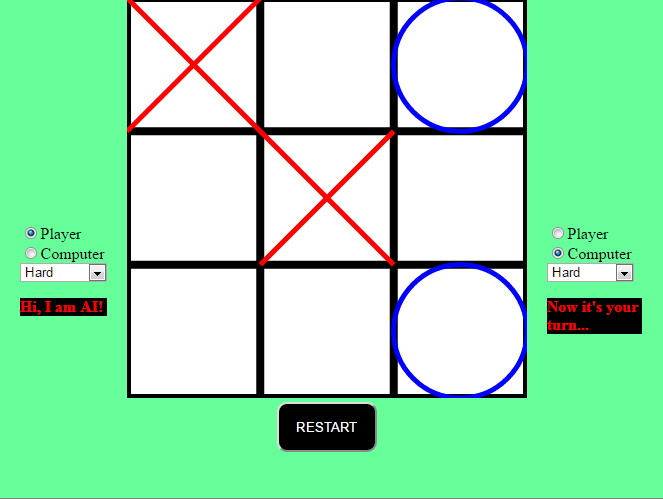 Player
Computer
Hard
Hi, I am AI!
Player
Computer
Hard
Now it's your
turn...
RESTART